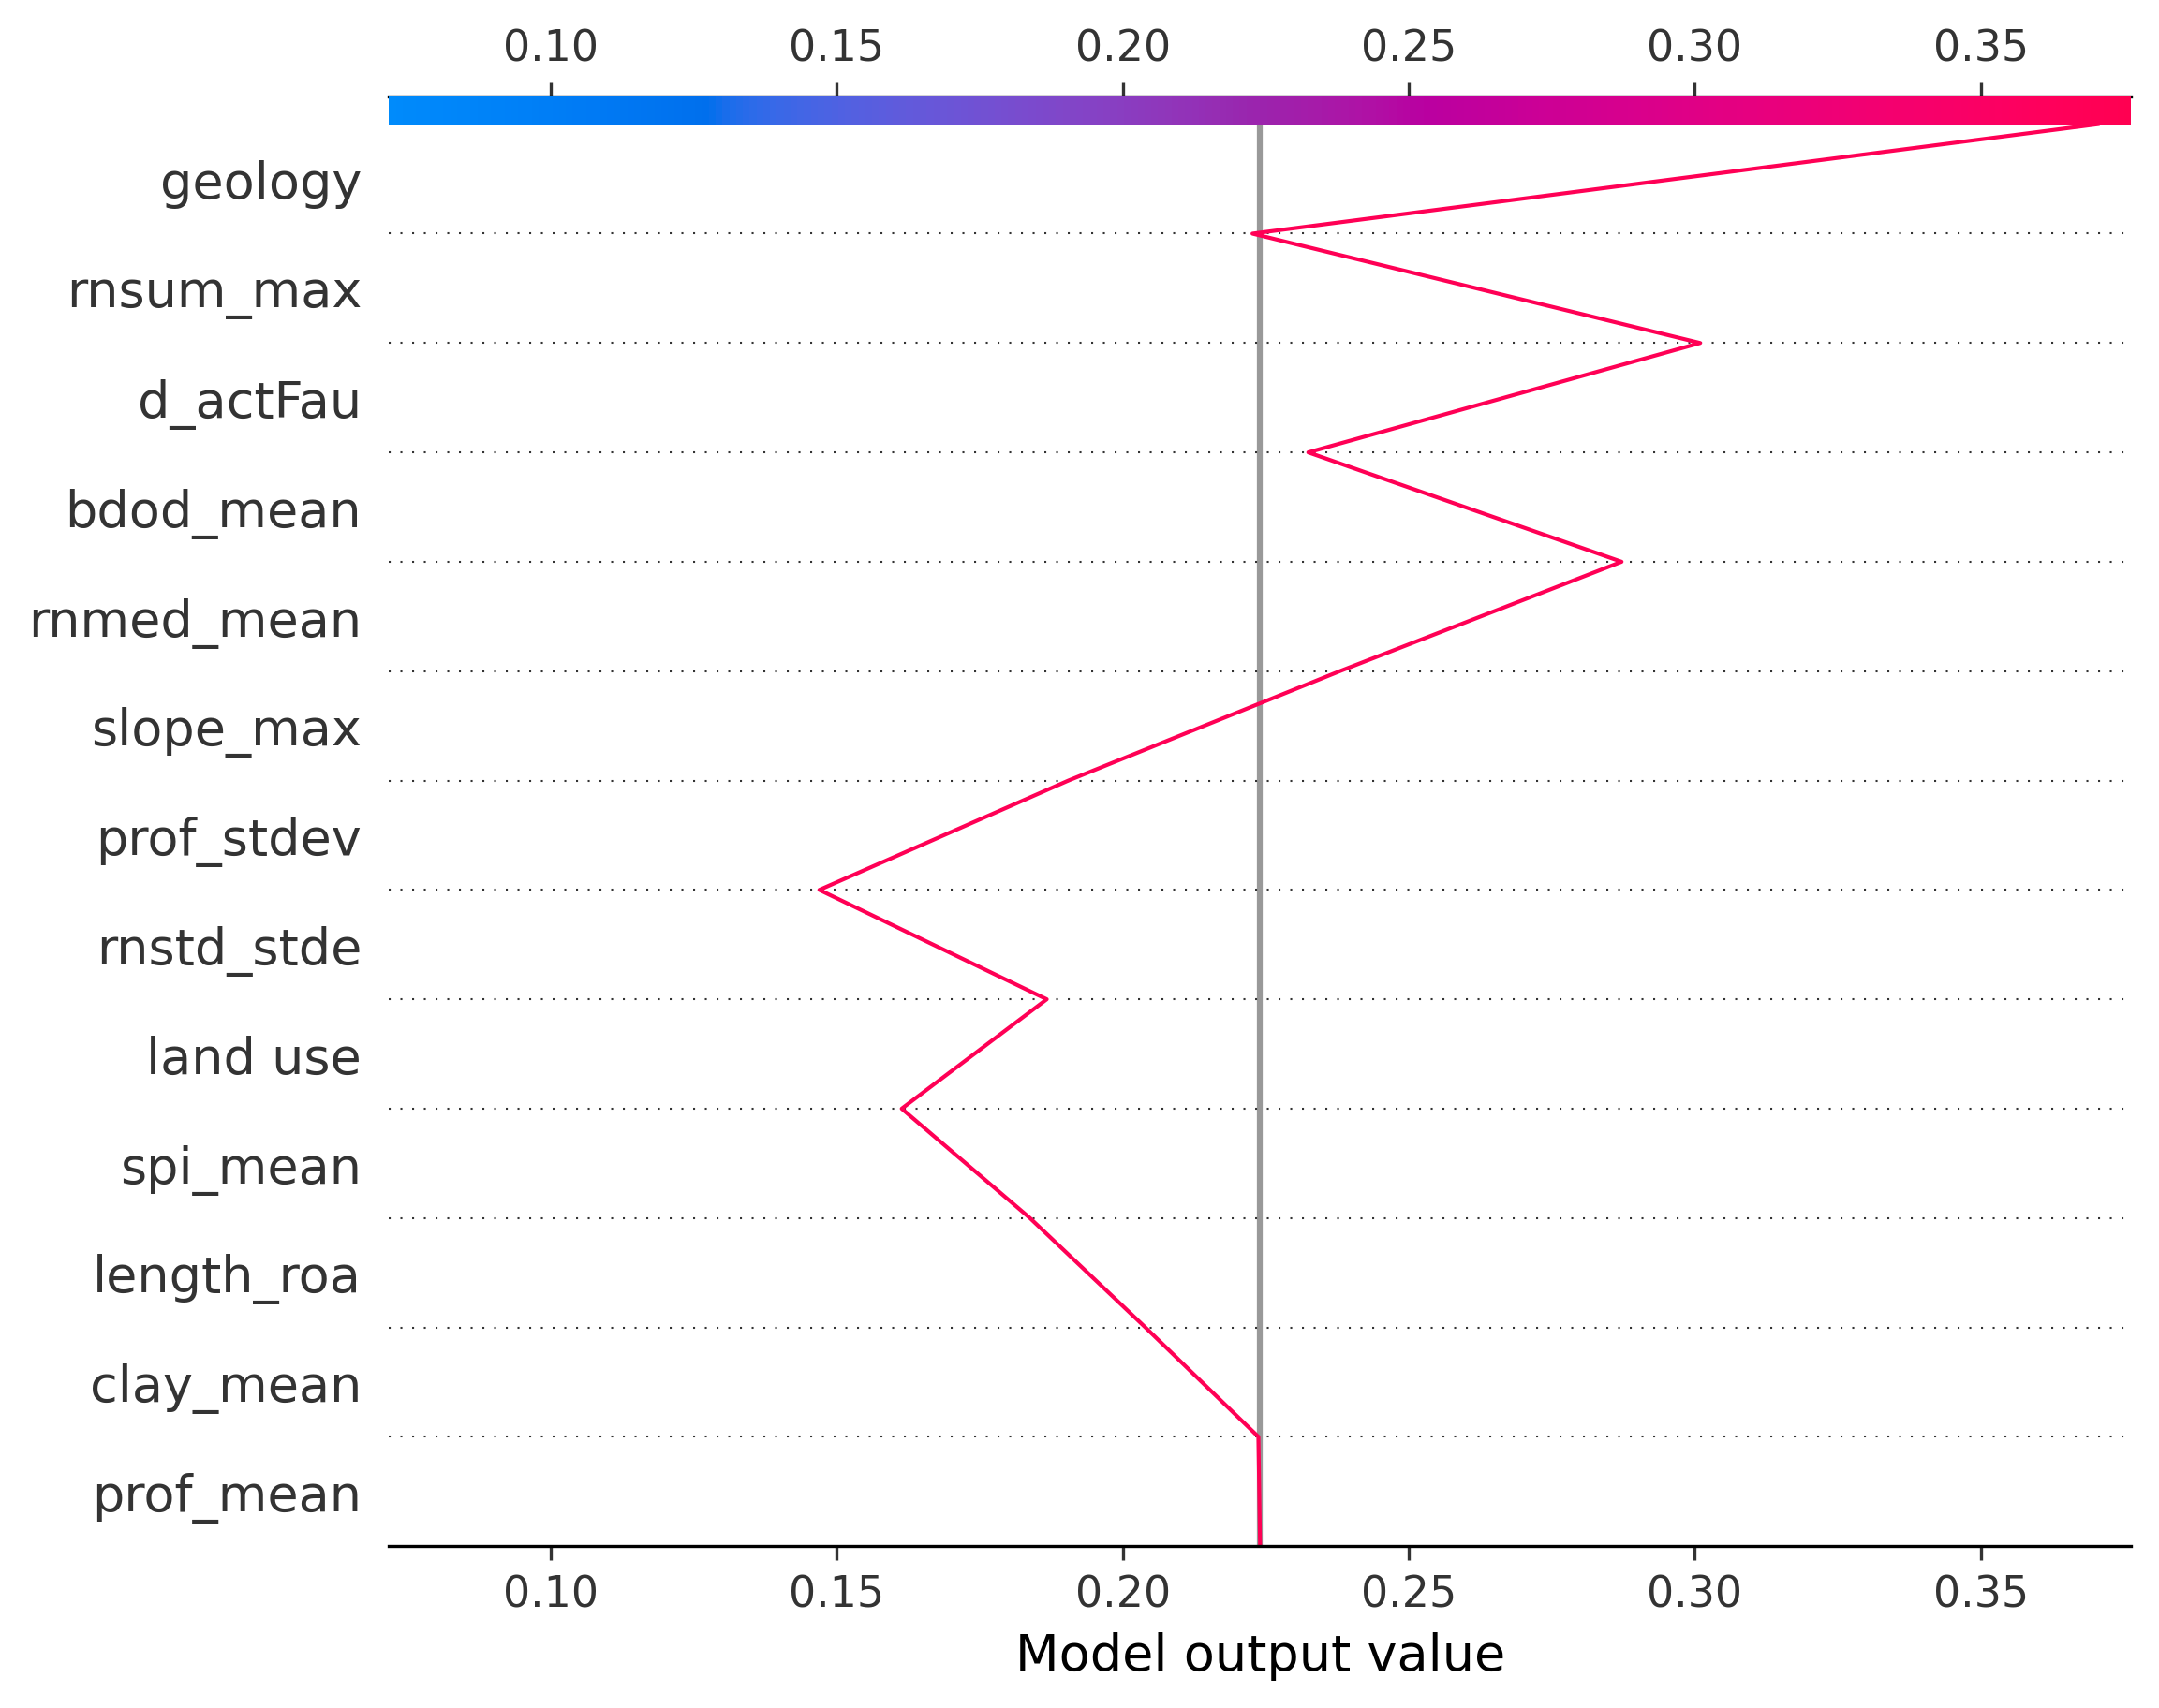 0.10 0.15 0.20 0.25 0.30 0.35
geology
rnsum_max
d_actFau
bdod_mean
rnmed_mean
slope_max
prof_stdev
rnstd_stde
land use
spi_mean
length_roa
clay_mean
prof_mean
0.10 0.15 0.20 0.25 0.30 0.35
Model output value